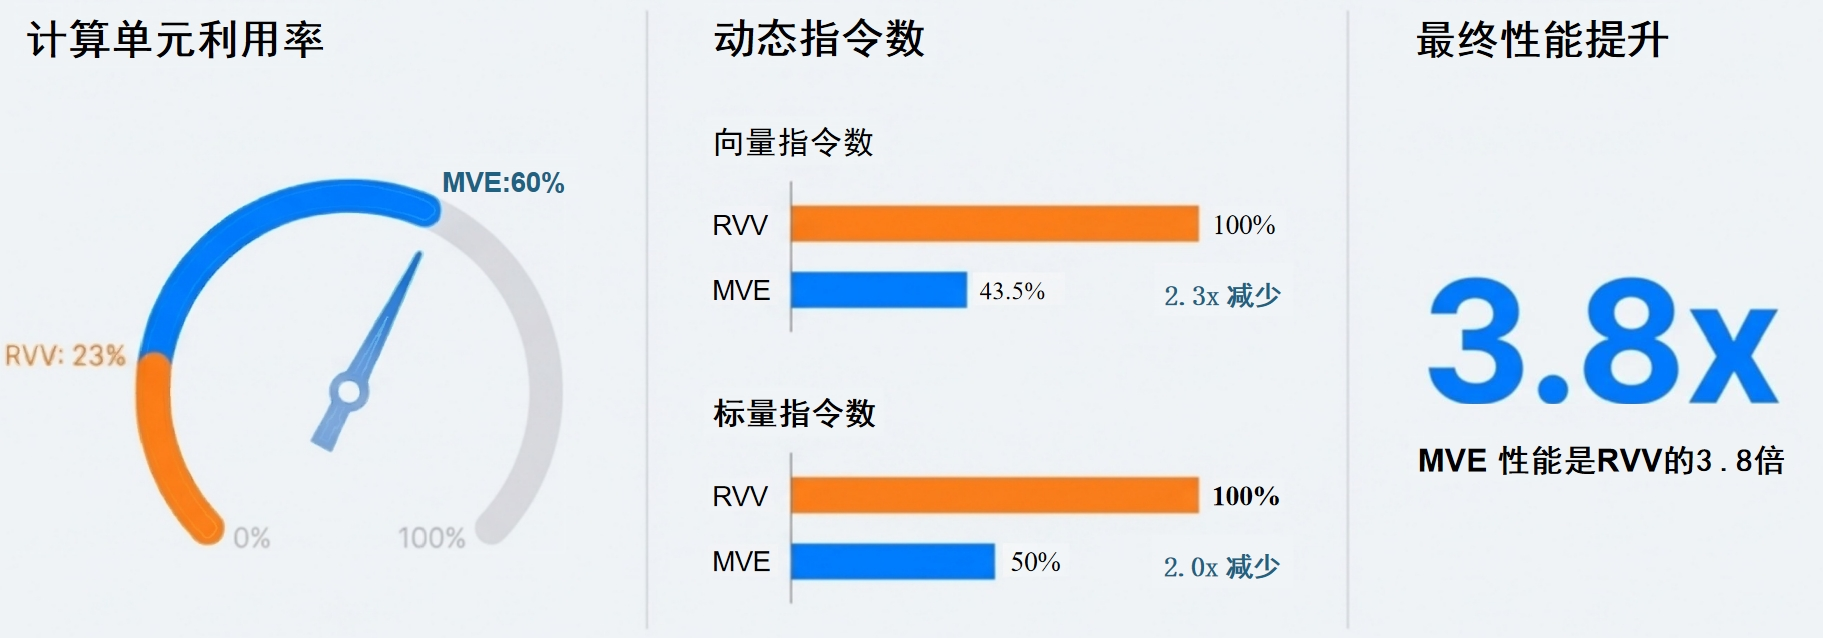 计算单元利用率
MVE:60%
RVV: 23%
0%
100%
动态指令数
向量指令数
RVV
100%
MVE
43.5%
2.3x 减少
标量指令数
RVV
100%
MVE
50%
2.0x 减少
最终性能提升
3.8x
MVE 性能是RVV的3.8倍